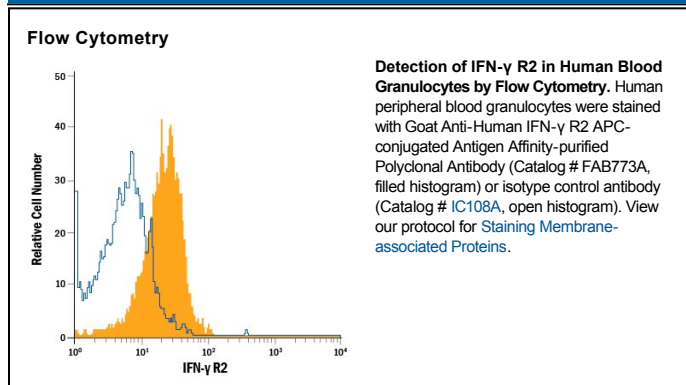 Flow Cytometry
50
40
30
20
10
0
Relative Cell Number
10⁰ 10¹ 10² 10³ 10⁴
IFN-γ R2
Detection of IFN-γ R2 in Human Blood
Granulocytes by Flow Cytometry. Human
peripheral blood granulocytes were stained
with Goat Anti-Human IFN-γ R2 APC-
conjugated Antigen Affinity-purified
Polyclonal Antibody (Catalog # FAB773A,
filled histogram) or isotype control antibody
(Catalog # IC108A, open histogram). View
our protocol for Staining Membrane-
associated Proteins.